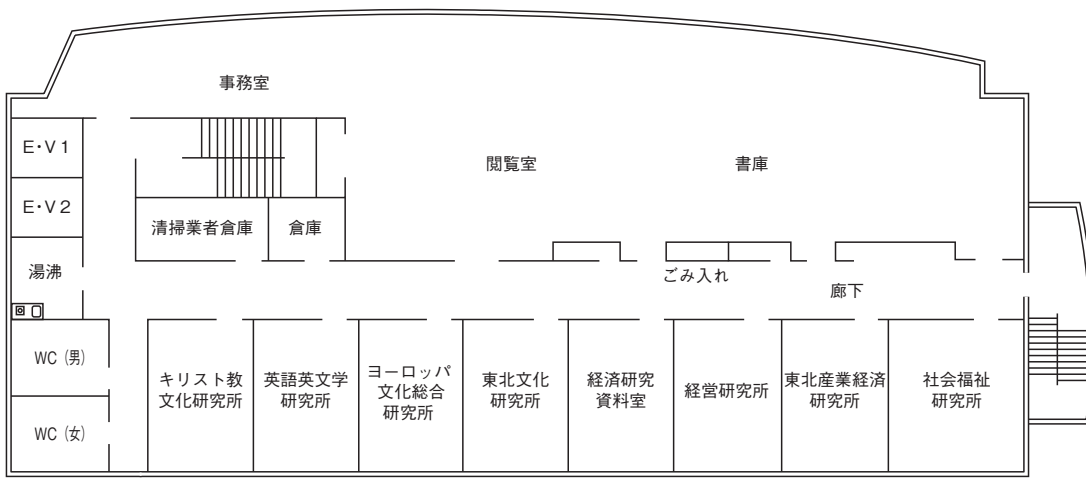 事務室
E・V1
閲覧室
書庫
E・V2
清掃業者倉庫
倉庫
湯沸
ごみ入れ
廊下
WC(男)
キリスト教
文化研究所
英語英文学
研究所
ヨーロッパ
文化総合
研究所
東北文化
研究所
経済研究
資料室
経営研究所
東北産業経済
研究所
社会福祉
研究所
WC(女)